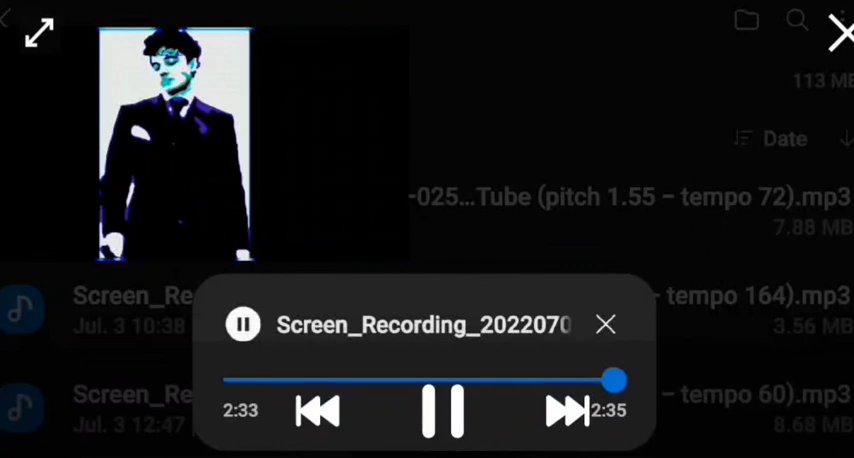 113 MB
Date
-025...Tube (pitch 1.55 - tempo 72).mp3
7.88 MB
Screen_Re
- tempo 164).mp3
Jul. 3 10:38
3.56 MB
Screen_Recording_2022070
2:33
2:35
Screen_Re
- tempo 60).mp3
Jul. 3 12:47
8.68 MB